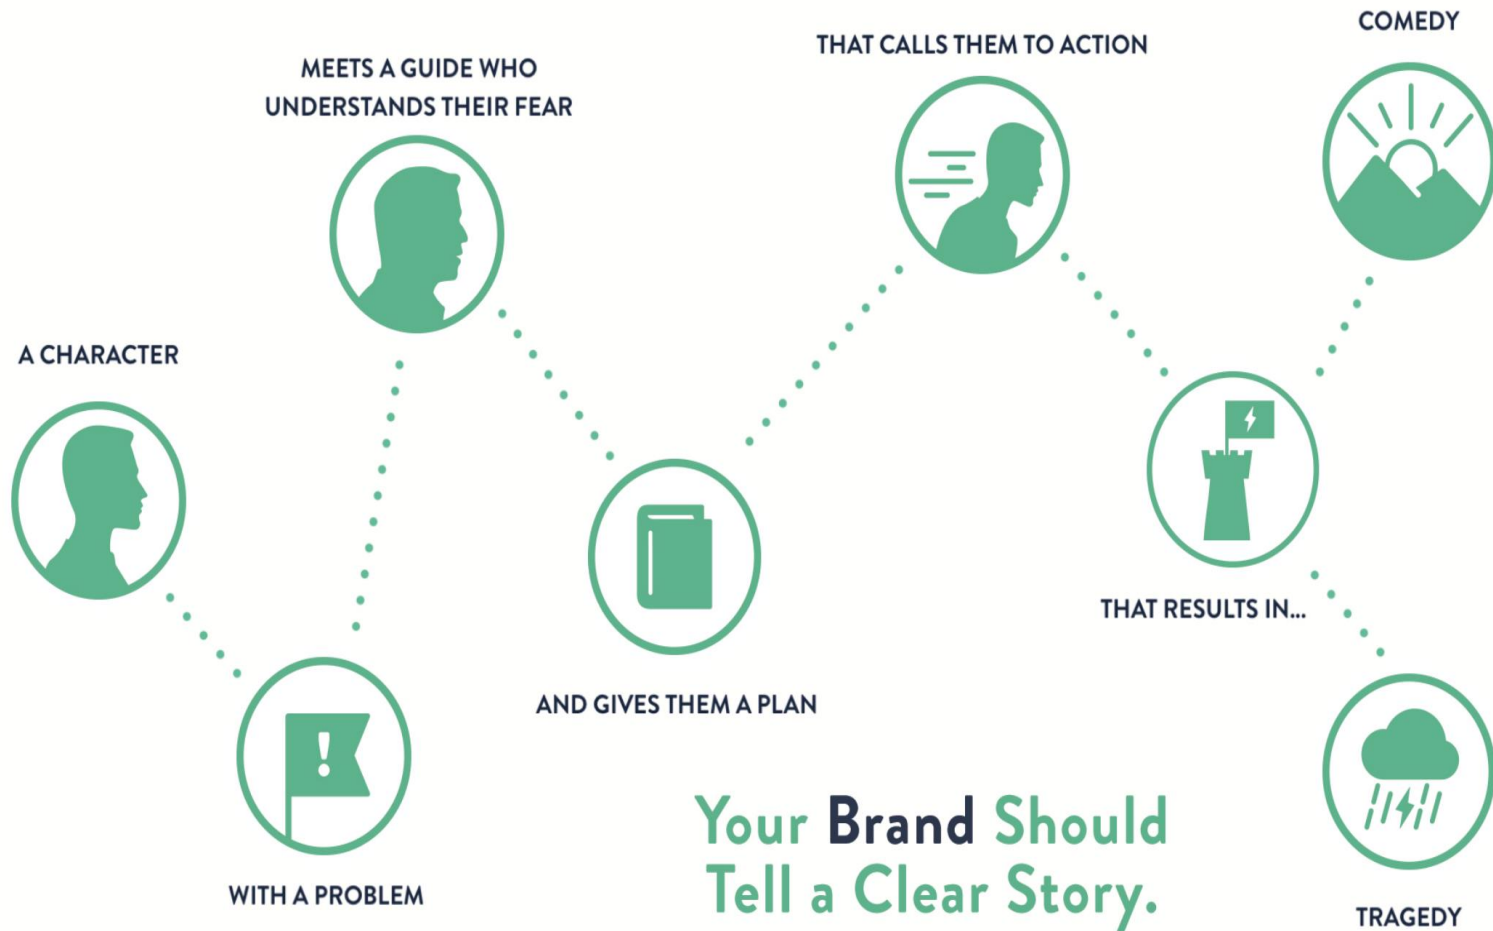 A CHARACTER
WITH A PROBLEM
MEETS A GUIDE WHO
UNDERSTANDS THEIR FEAR
AND GIVES THEM A PLAN
THAT CALLS THEM TO ACTION
THAT RESULTS IN...
COMEDY
TRAGEDY
Your Brand Should
Tell a Clear Story.